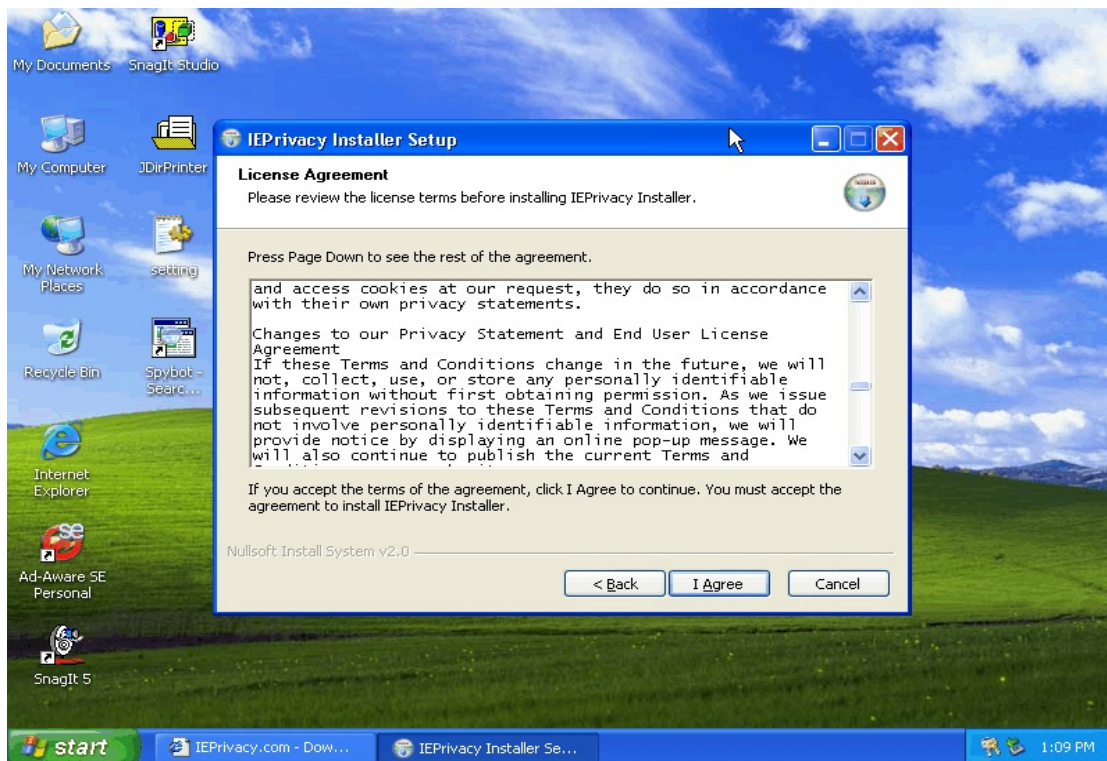 My Documents
SnagIt Studio
My Computer
JDirPrinter
My Network
Places
setting
Recycle Bin
Spybot -
Searc...
Internet
Explorer
Ad-Aware SE
Personal
SnagIt 5
IEPrivacy Installer Setup
License Agreement
Please review the license terms before installing IEPrivacy Installer.
Press Page Down to see the rest of the agreement.
and access cookies at our request, they do so in accordance
with their own privacy statements.
Changes to our Privacy Statement and End User License
Agreement
If these Terms and Conditions change in the future, we will
not, collect, use, or store any personally identifiable
information without first obtaining permission. As we issue
subsequent revisions to these Terms and Conditions that do
not involve personally identifiable information, we will
provide notice by displaying an online pop-up message. We
will also continue to publish the current Terms and
If you accept the terms of the agreement, click I Agree to continue. You must accept the
agreement to install IEPrivacy Installer.
Nullsoft Install System v2.0
< Back
I Agree
Cancel
start
IEPrivacy.com - Dow...
IEPrivacy Installer Se...
1:09 PM